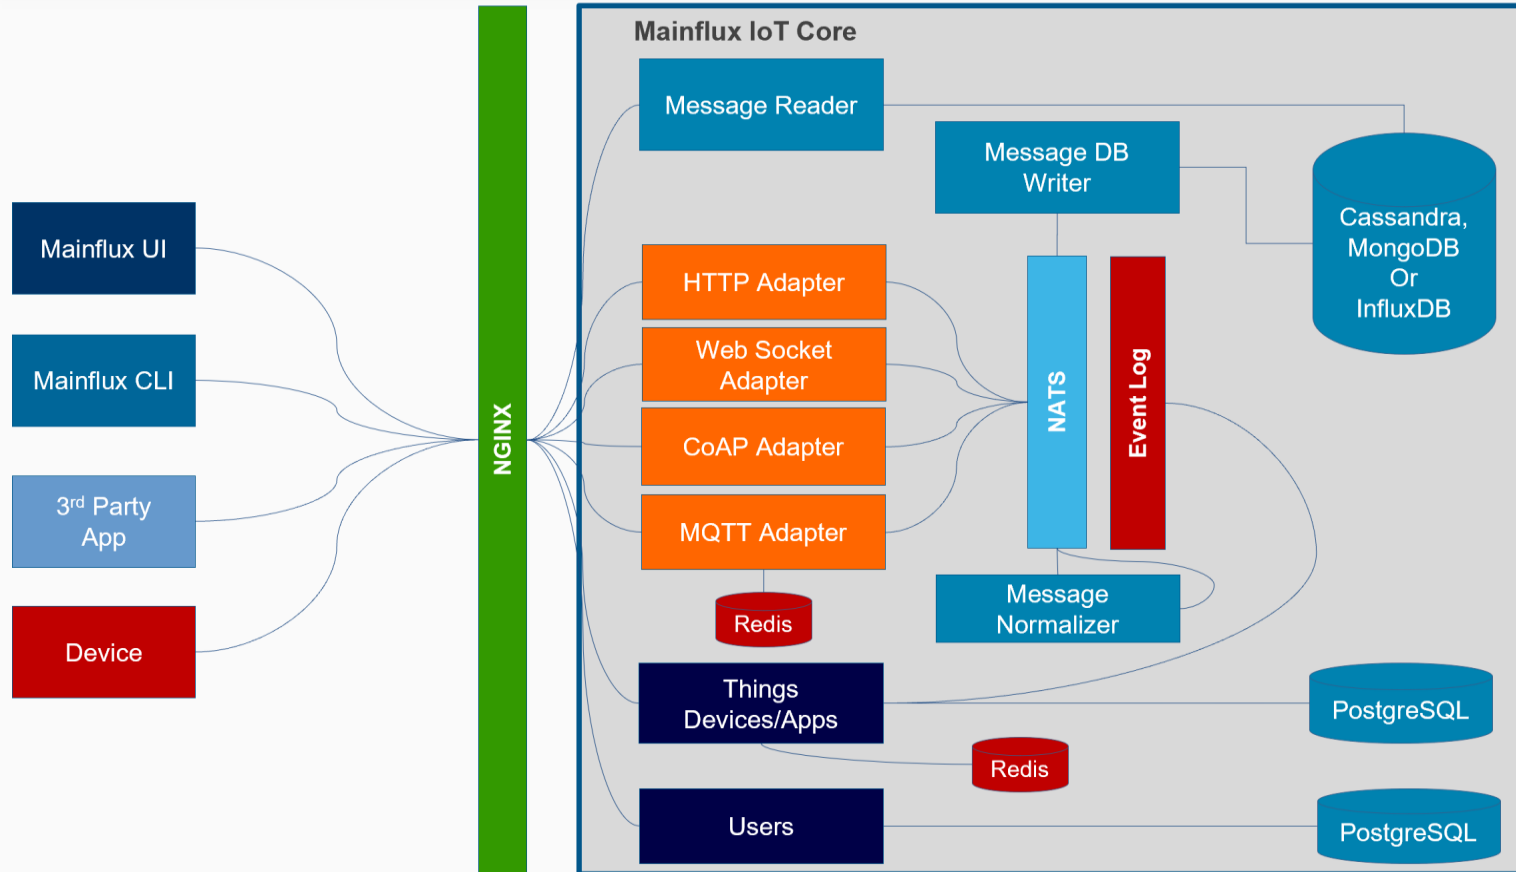 Mainflux IoT Core
Mainflux UI
Mainflux CLI
3rd Party
App
Device
NGINX
Message Reader
Message DB
Writer
Cassandra,
MongoDB
Or
InfluxDB
HTTP Adapter
Web Socket
Adapter
CoAP Adapter
MQTT Adapter
Redis
NATS
Event Log
Message
Normalizer
Things
Devices/Apps
PostgreSQL
Redis
Users
PostgreSQL